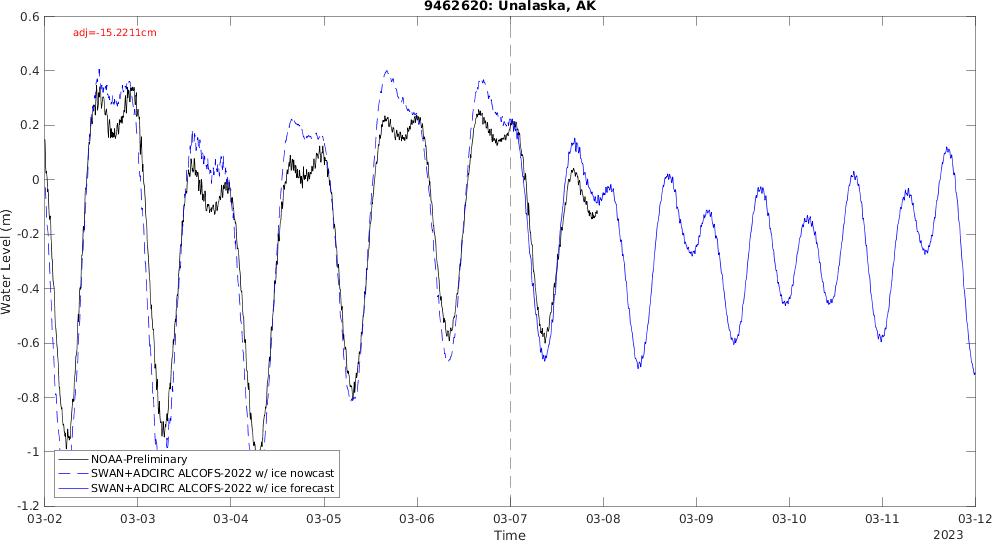 9462620: Unalaska, AK
adj=-15.2211cm
Water Level (m)
0.6
0.4
0.2
0
-0.2
-0.4
-0.6
-0.8
-1
-1.2
NOAA-Preliminary
SWAN+ADCIRC ALCOFS-2022 w/ ice nowcast
SWAN+ADCIRC ALCOFS-2022 w/ ice forecast
03-02 03-03 03-04 03-05 03-06 03-07 03-08 03-09 03-10 03-11 03-12
Time
2023